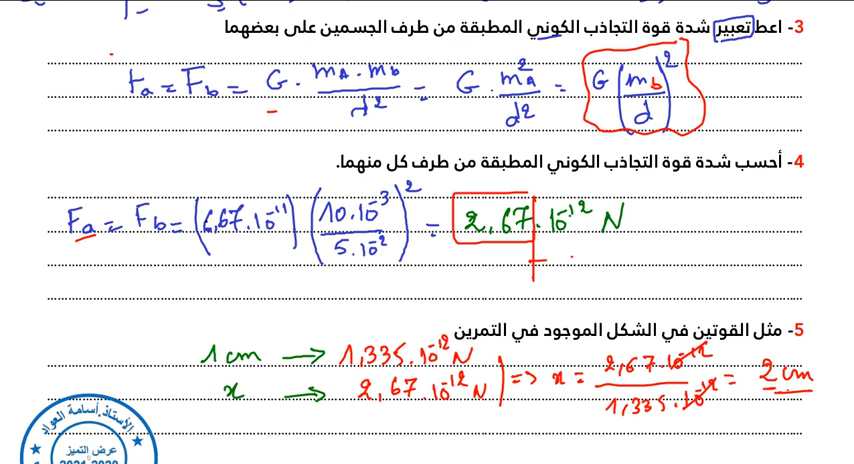 3- اعط تعبير شدة قوة التجاذب الكوني المطبقة من طرف الجسمين على بعضهما
Fa = Fb = G . mA . mb / d² = G . m²A / d² = G (mb / d)²
4- أحسب شدة قوة التجاذب الكوني المطبقة من طرف كل منهما.
Fa = Fb = (6,67.10⁻¹¹) (10.10⁻³ / 5.10⁻²)² = 2,67.10⁻¹² N
5- مثل القوتين في الشكل الموجود في التمرين
1 cm → 1,335.10⁻¹² N
x → 2,67.10⁻¹² N => x = 2,67.10⁻¹² / 1,335.10⁻¹² = 2 cm
الأستاذ: أسامة العواد
عرض التميز